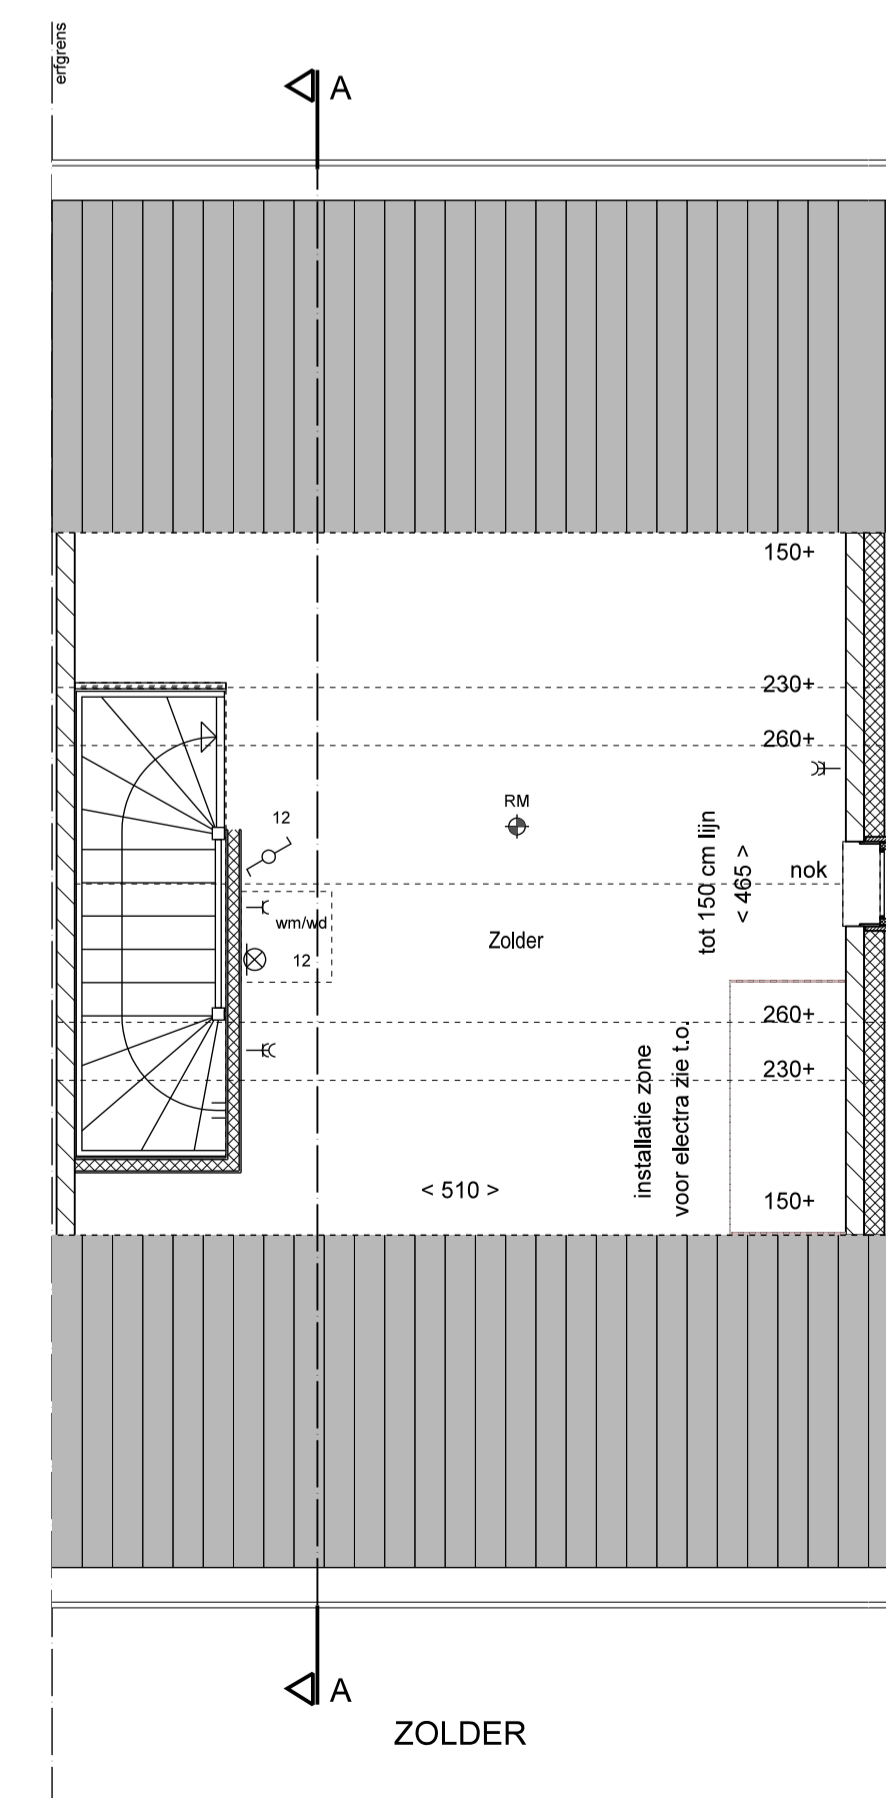 erfgrens
A
150+
230+
260+
RM
12
tot 150 cm lijn
< 465 >
nok
wm/wd
12
Zolder
260+
230+
installatie zone
voor electra zie t.o.
< 510 >
150+
A
ZOLDER